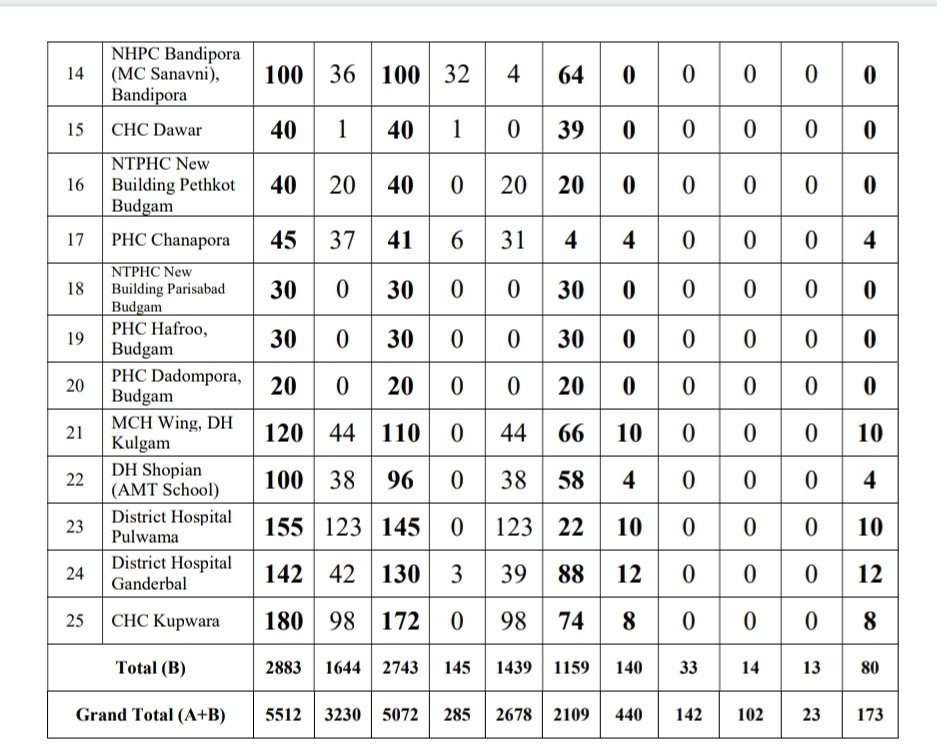 14 NHPC Bandipora (MC Sanavni), Bandipora 100 36 100 32 4 64 0 0 0 0 0
15 CHC Dawar 40 1 40 1 0 39 0 0 0 0 0
16 NTPHC New Building Pethkot Budgam 40 20 40 0 20 20 0 0 0 0 0
17 PHC Chanapora 45 37 41 6 31 4 4 0 0 0 4
18 NTPHC New Building Parisabad Budgam 30 0 30 0 0 30 0 0 0 0 0
19 PHC Hafroo, Budgam 30 0 30 0 0 30 0 0 0 0 0
20 PHC Dadompora, Budgam 20 0 20 0 0 20 0 0 0 0 0
21 MCH Wing, DH Kulgam 120 44 110 0 44 66 10 0 0 0 10
22 DH Shopian (AMT School) 100 38 96 0 38 58 4 0 0 0 4
23 District Hospital Pulwama 155 123 145 0 123 22 10 0 0 0 10
24 District Hospital Ganderbal 142 42 130 3 39 88 12 0 0 0 12
25 CHC Kupwara 180 98 172 0 98 74 8 0 0 0 8
Total (B) 2883 1644 2743 145 1439 1159 140 33 14 13 80
Grand Total (A+B) 5512 3230 5072 285 2678 2109 440 142 102 23 173